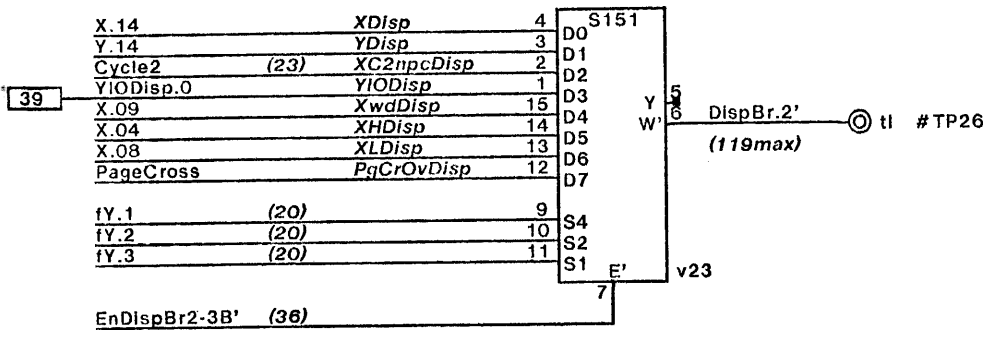 S151
X.14 XDisp 4 D0
Y.14 YDisp 3 D1
Cycle2 (23) XC2npcDisp 2 D2
39 YIODisp.0 YIODisp 1 D3
X.09 XwdDisp 15 D4
X.04 XHDisp 14 D5
X.08 XLDisp 13 D6
PageCross PgCrOvDisp 12 D7
Y 5
W' 6 DispBr.2' tl #TP26
(119max)
fY.1 (20) 9 S4
fY.2 (20) 10 S2
fY.3 (20) 11 S1
E' v23
7
EnDispBr2-3B' (36)